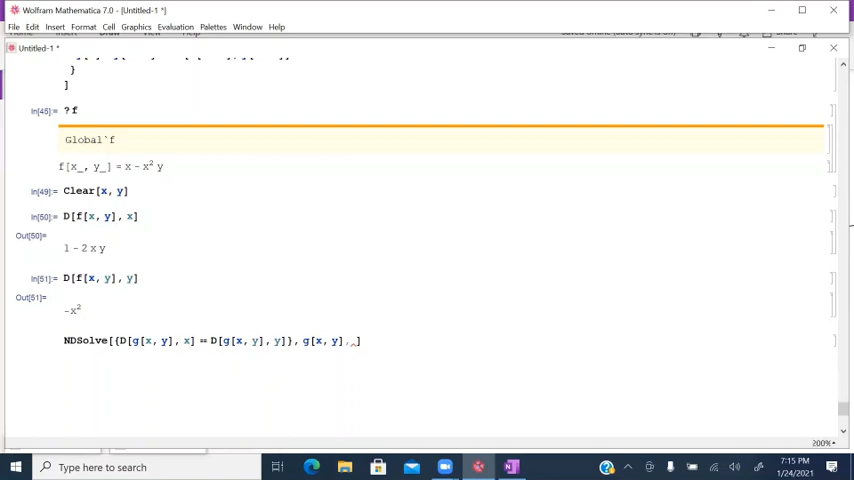 Wolfram Mathematica 7.0 - [Untitled-1 *]
File Edit Insert Format Cell Graphics Evaluation Palettes Window Help
Untitled-1 *
}
]
In[45]:= ? f
Global`f
f[x_, y_] = x - x² y
In[49]:= Clear[x, y]
In[50]:= D[f[x, y], x]
Out[50]=
1 - 2 x y
In[51]:= D[f[x, y], y]
Out[51]=
-x²
NDSolve[{D[g[x, y], x] == D[g[x, y], y]}, g[x, y], ]
200%
Type here to search
7:15 PM
1/24/2021